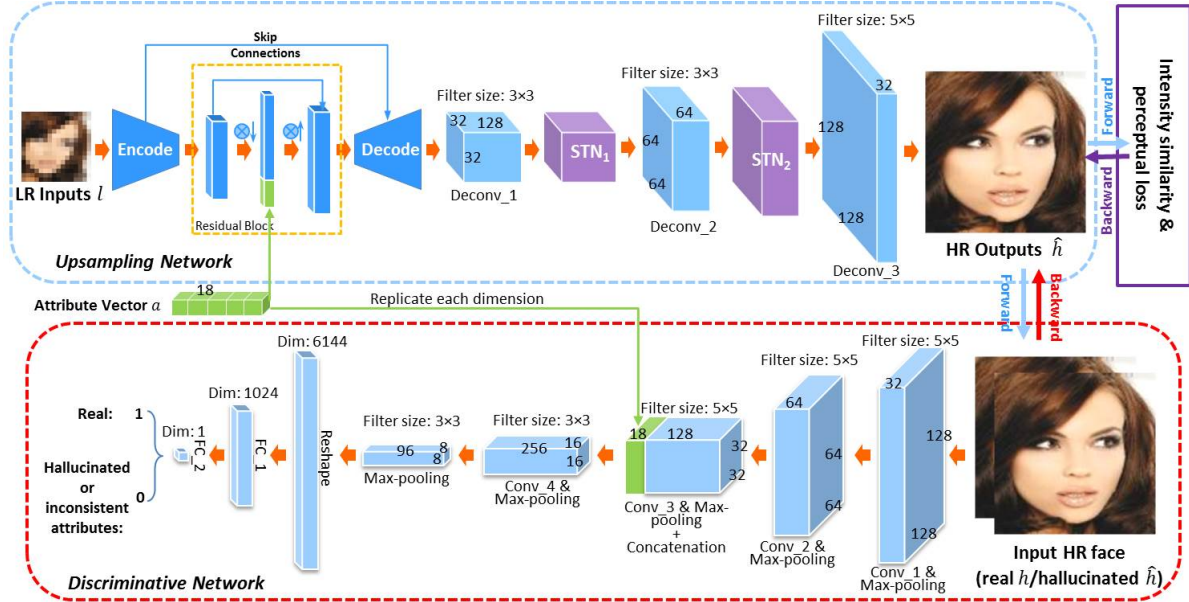 Skip
Connections
Filter size: 5×5
Filter size: 3×3
Filter size: 3×3
32
32 128
64
Encode
Decode
STN1
64
STN2
128
32
LR Inputs l
64
128
Deconv_1
Residual Block
Deconv_2
Deconv_3
HR Outputs ĥ
Upsampling Network
Forward
Backward
Intensity similarity &
perceptual loss
18
Attribute Vector a
Replicate each dimension
Forward
Backward
Dim: 6144
Filter size: 5×5
Filter size: 5×5
Dim: 1024
Filter size: 3×3
Filter size: 3×3
Filter size: 5×5
64
32
Real: 1
Dim: 1
96 8
8
256 16
16
18 128 32
32
64
64
128
128
FC_2
FC_1
Reshape
Hallucinated
or
inconsistent
attributes:
0
Max-pooling
Conv_4 &
Max-pooling
Conv_3 & Max-
pooling
+
Concatenation
Conv_2 &
Max-pooling
Conv_1 &
Max-pooling
Input HR face
(real h/hallucinated ĥ)
Discriminative Network